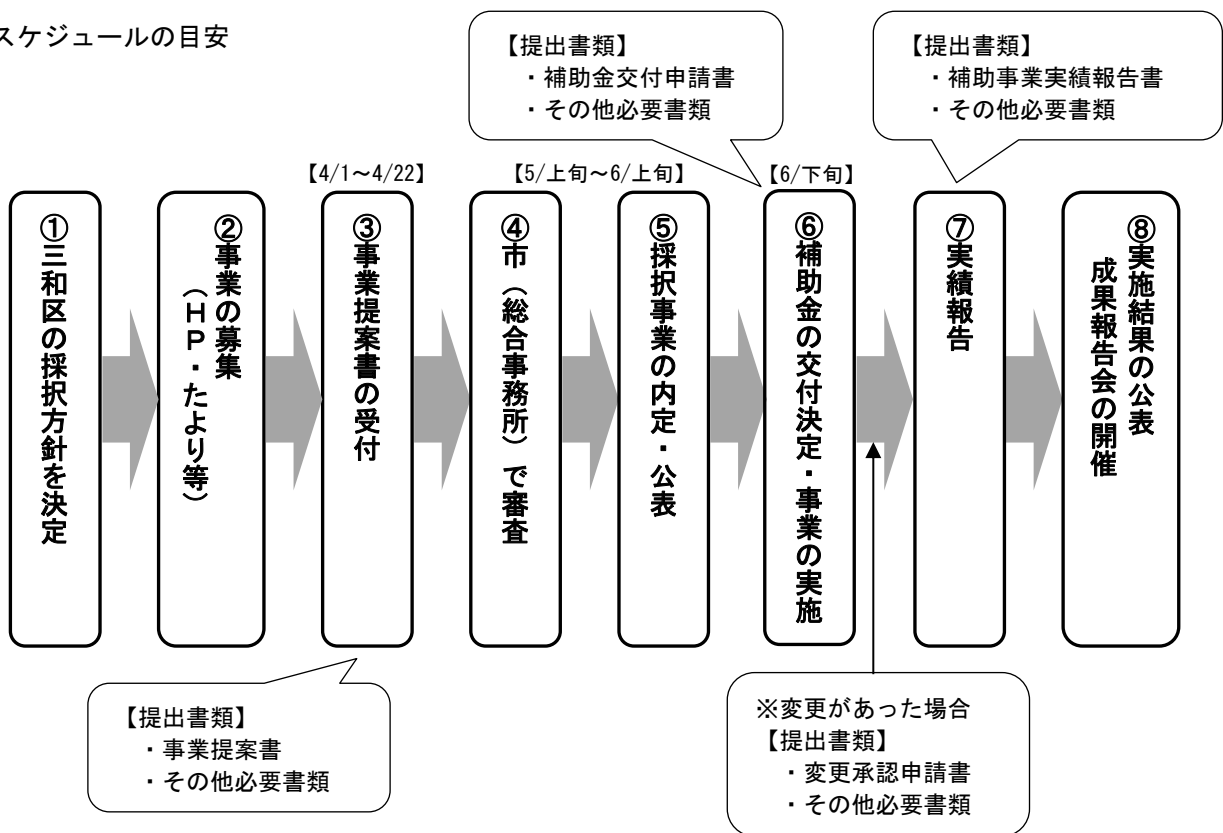 スケジュールの目安
【提出書類】
・補助金交付申請書
・その他必要書類
【提出書類】
・補助事業実績報告書
・その他必要書類
【4/1～4/22】
【5/上旬～6/上旬】
【6/下旬】
①三和区の採択方針を決定
②事業の募集
（ＨＰ・たより等）
③事業提案書の受付
④市（総合事務所）で審査
⑤採択事業の内定・公表
⑥補助金の交付決定・事業の実施
⑦実績報告
⑧実施結果の公表
成果報告会の開催
【提出書類】
・事業提案書
・その他必要書類
※変更があった場合
【提出書類】
・変更承認申請書
・その他必要書類